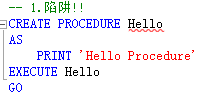 -- 1.陷阱!!
CREATE PROCEDURE Hello
AS
    PRINT 'Hello Procedure'
EXECUTE Hello
GO